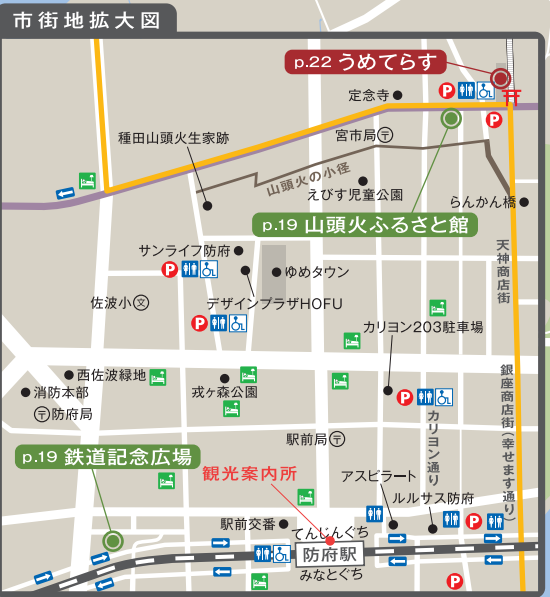 市街地拡大図
p.22 うめてらす
定念寺
P
P
種田山頭火生家跡
宮市局
〒
山頭火の小径
えびす児童公園
らんかん橋
p.19 山頭火ふるさと館
サンライフ防府
P
ゆめタウン
天神商店街
佐波小
文
デザインプラザHOFU
P
カリヨン203駐車場
西佐波緑地
消防本部
戎ヶ森公園
P
〒
防府局
銀座商店街(幸せます通り)
カリヨン通り
駅前局
〒
p.19 鉄道記念広場
観光案内所
アスピラート
ルルサス防府
駅前交番
てんじんぐち
P
防府駅
みなとぐち
P